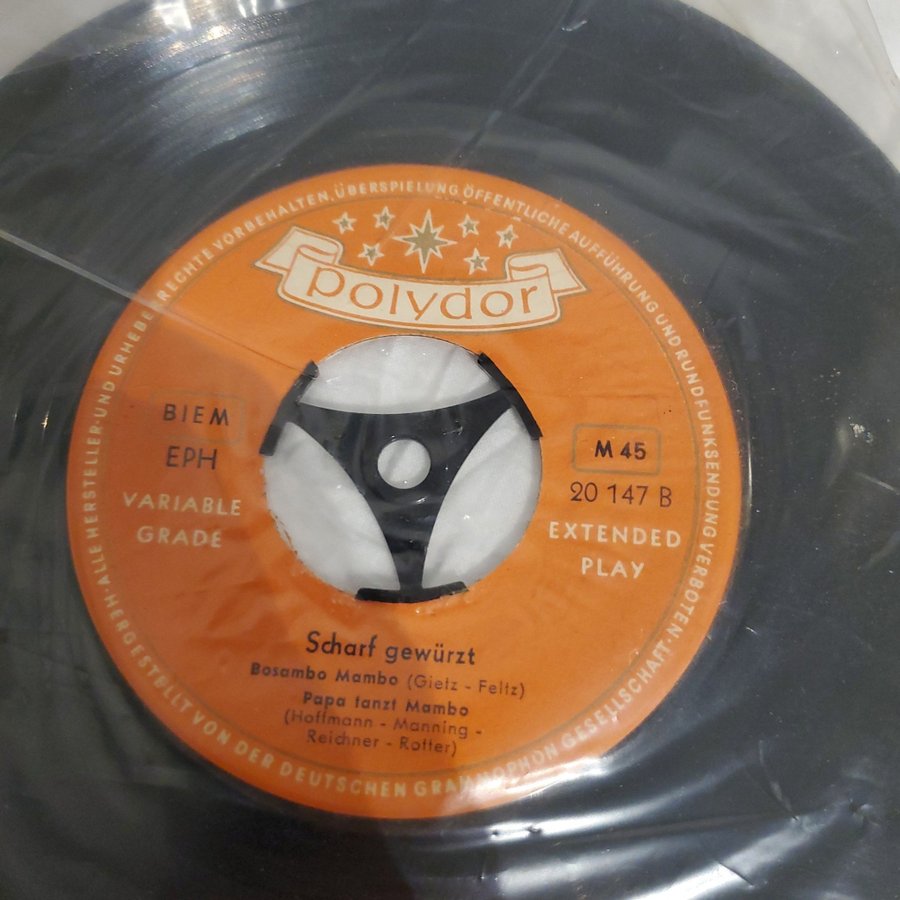 HERGESTELLT VON DER DEUTSCHEN GRAMMOPHON GESELLSCHAFT · ALLE HERSTELLER- UND URHEBERRECHTE VORBEHALTEN, ÜBERSPIELUNG, ÖFFENTLICHE AUFFÜHRUNG UND RUNDFUNKSENDUNG VERBOTEN ·
polydor
BIEM
EPH
VARIABLE
GRADE
M 45
20 147 B
EXTENDED
PLAY
Scharf gewürzt
Bosambo Mambo (Gietz - Feltz)
Papa tanzt Mambo
(Hoffmann - Manning -
Reichner - Rotter)